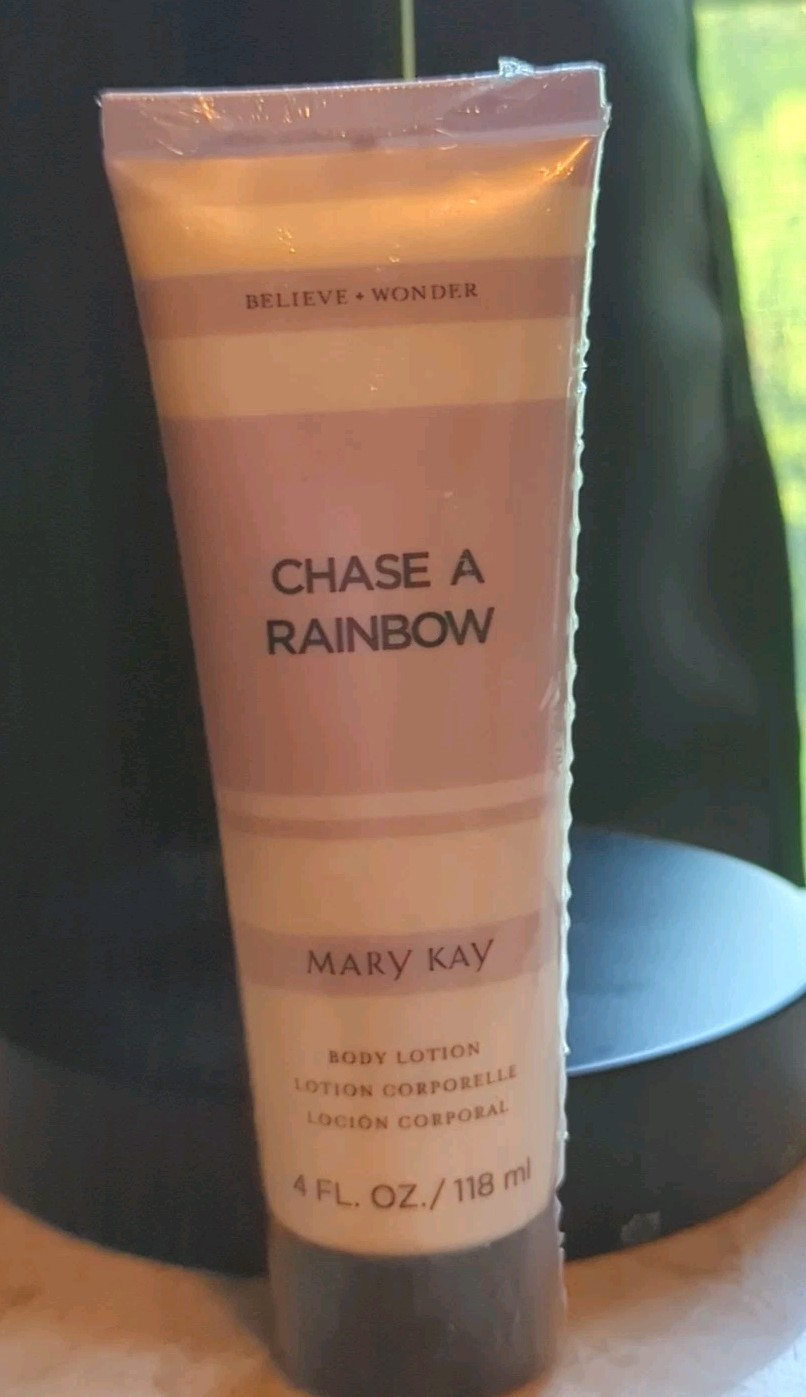 BELIEVE + WONDER
CHASE A
RAINBOW
MARY KAY
BODY LOTION
LOTION CORPORELLE
LOCIÓN CORPORAL
4 FL. OZ./ 118 ml